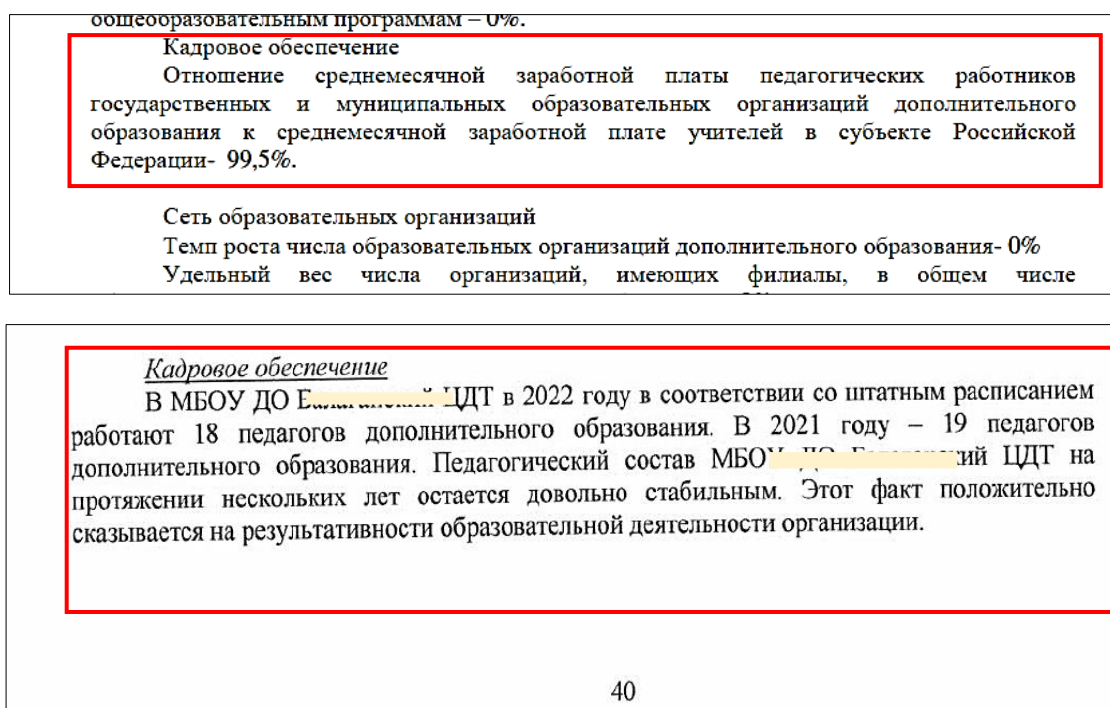 общеобразовательным программам – 0%.
Кадровое обеспечение
Отношение среднемесячной заработной платы педагогических работников
государственных и муниципальных образовательных организаций дополнительного
образования к среднемесячной заработной плате учителей в субъекте Российской
Федерации- 99,5%.
Сеть образовательных организаций
Темп роста числа образовательных организаций дополнительного образования- 0%
Удельный вес числа организаций, имеющих филиалы, в общем числе
Кадровое обеспечение
В МБОУ ДО ЦДТ в 2022 году в соответствии со штатным расписанием
работают 18 педагогов дополнительного образования. В 2021 году – 19 педагогов
дополнительного образования. Педагогический состав МБОУ ЦДТ на
протяжении нескольких лет остается довольно стабильным. Этот факт положительно
сказывается на результативности образовательной деятельности организации.
40